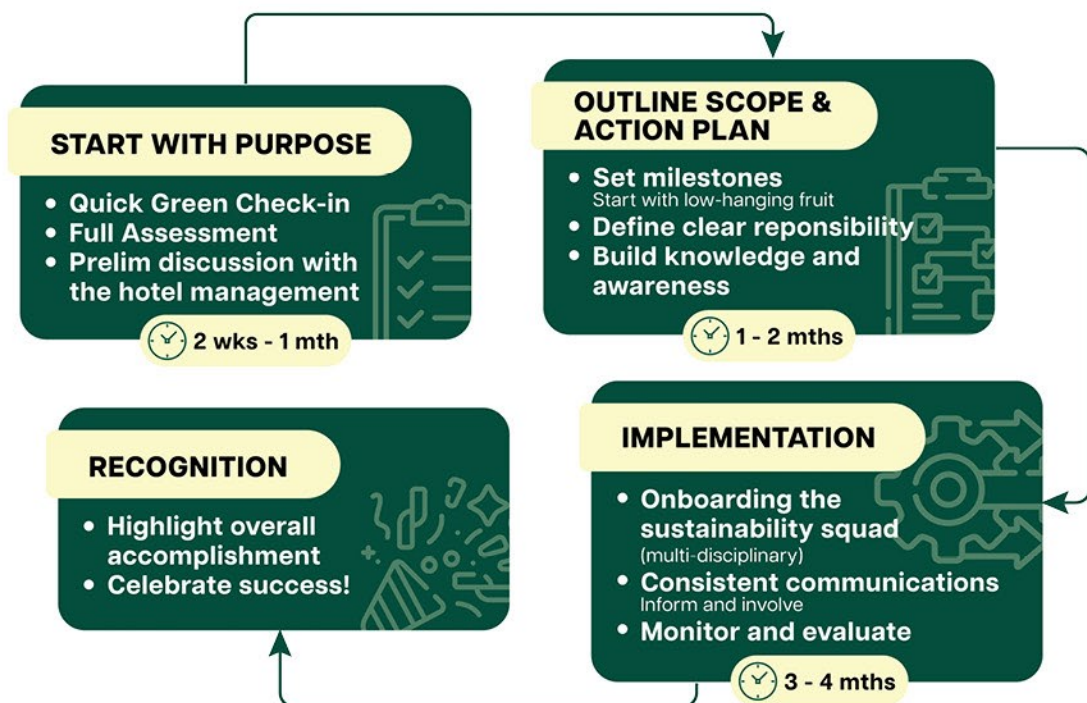 START WITH PURPOSE
• Quick Green Check-in
• Full Assessment
• Prelim discussion with
the hotel management
2 wks - 1 mth
OUTLINE SCOPE &
ACTION PLAN
• Set milestones
Start with low-hanging fruit
• Define clear reponsibility
• Build knowledge and
awareness
1 - 2 mths
IMPLEMENTATION
• Onboarding the
sustainability squad
(multi-disciplinary)
• Consistent communications
Inform and involve
• Monitor and evaluate
3 - 4 mths
RECOGNITION
• Highlight overall
accomplishment
• Celebrate success!